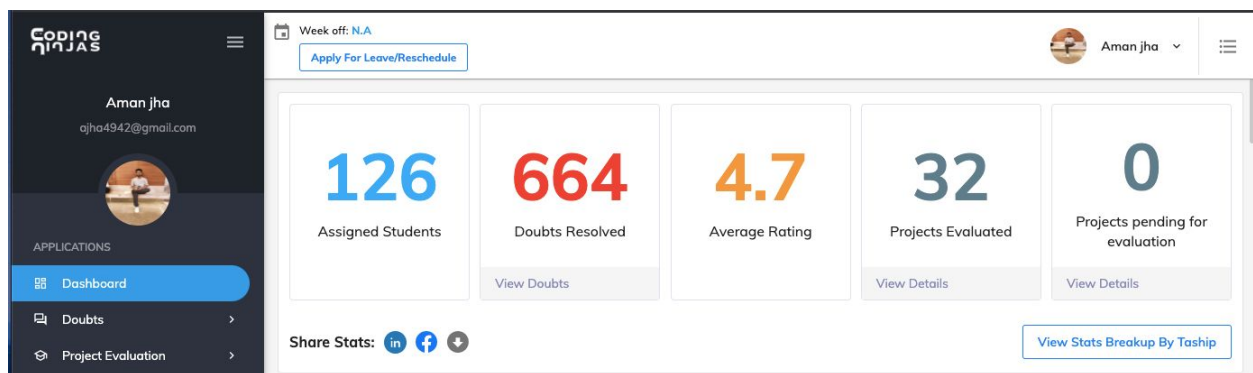 CODING
NINJAS
Aman jha
ajha4942@gmail.com
APPLICATIONS
Dashboard
Doubts
Project Evaluation
Week off: N.A
Apply For Leave/Reschedule
Aman jha
126
Assigned Students
664
Doubts Resolved
View Doubts
4.7
Average Rating
32
Projects Evaluated
View Details
0
Projects pending for
evaluation
View Details
Share Stats:
in f
View Stats Breakup By Taship